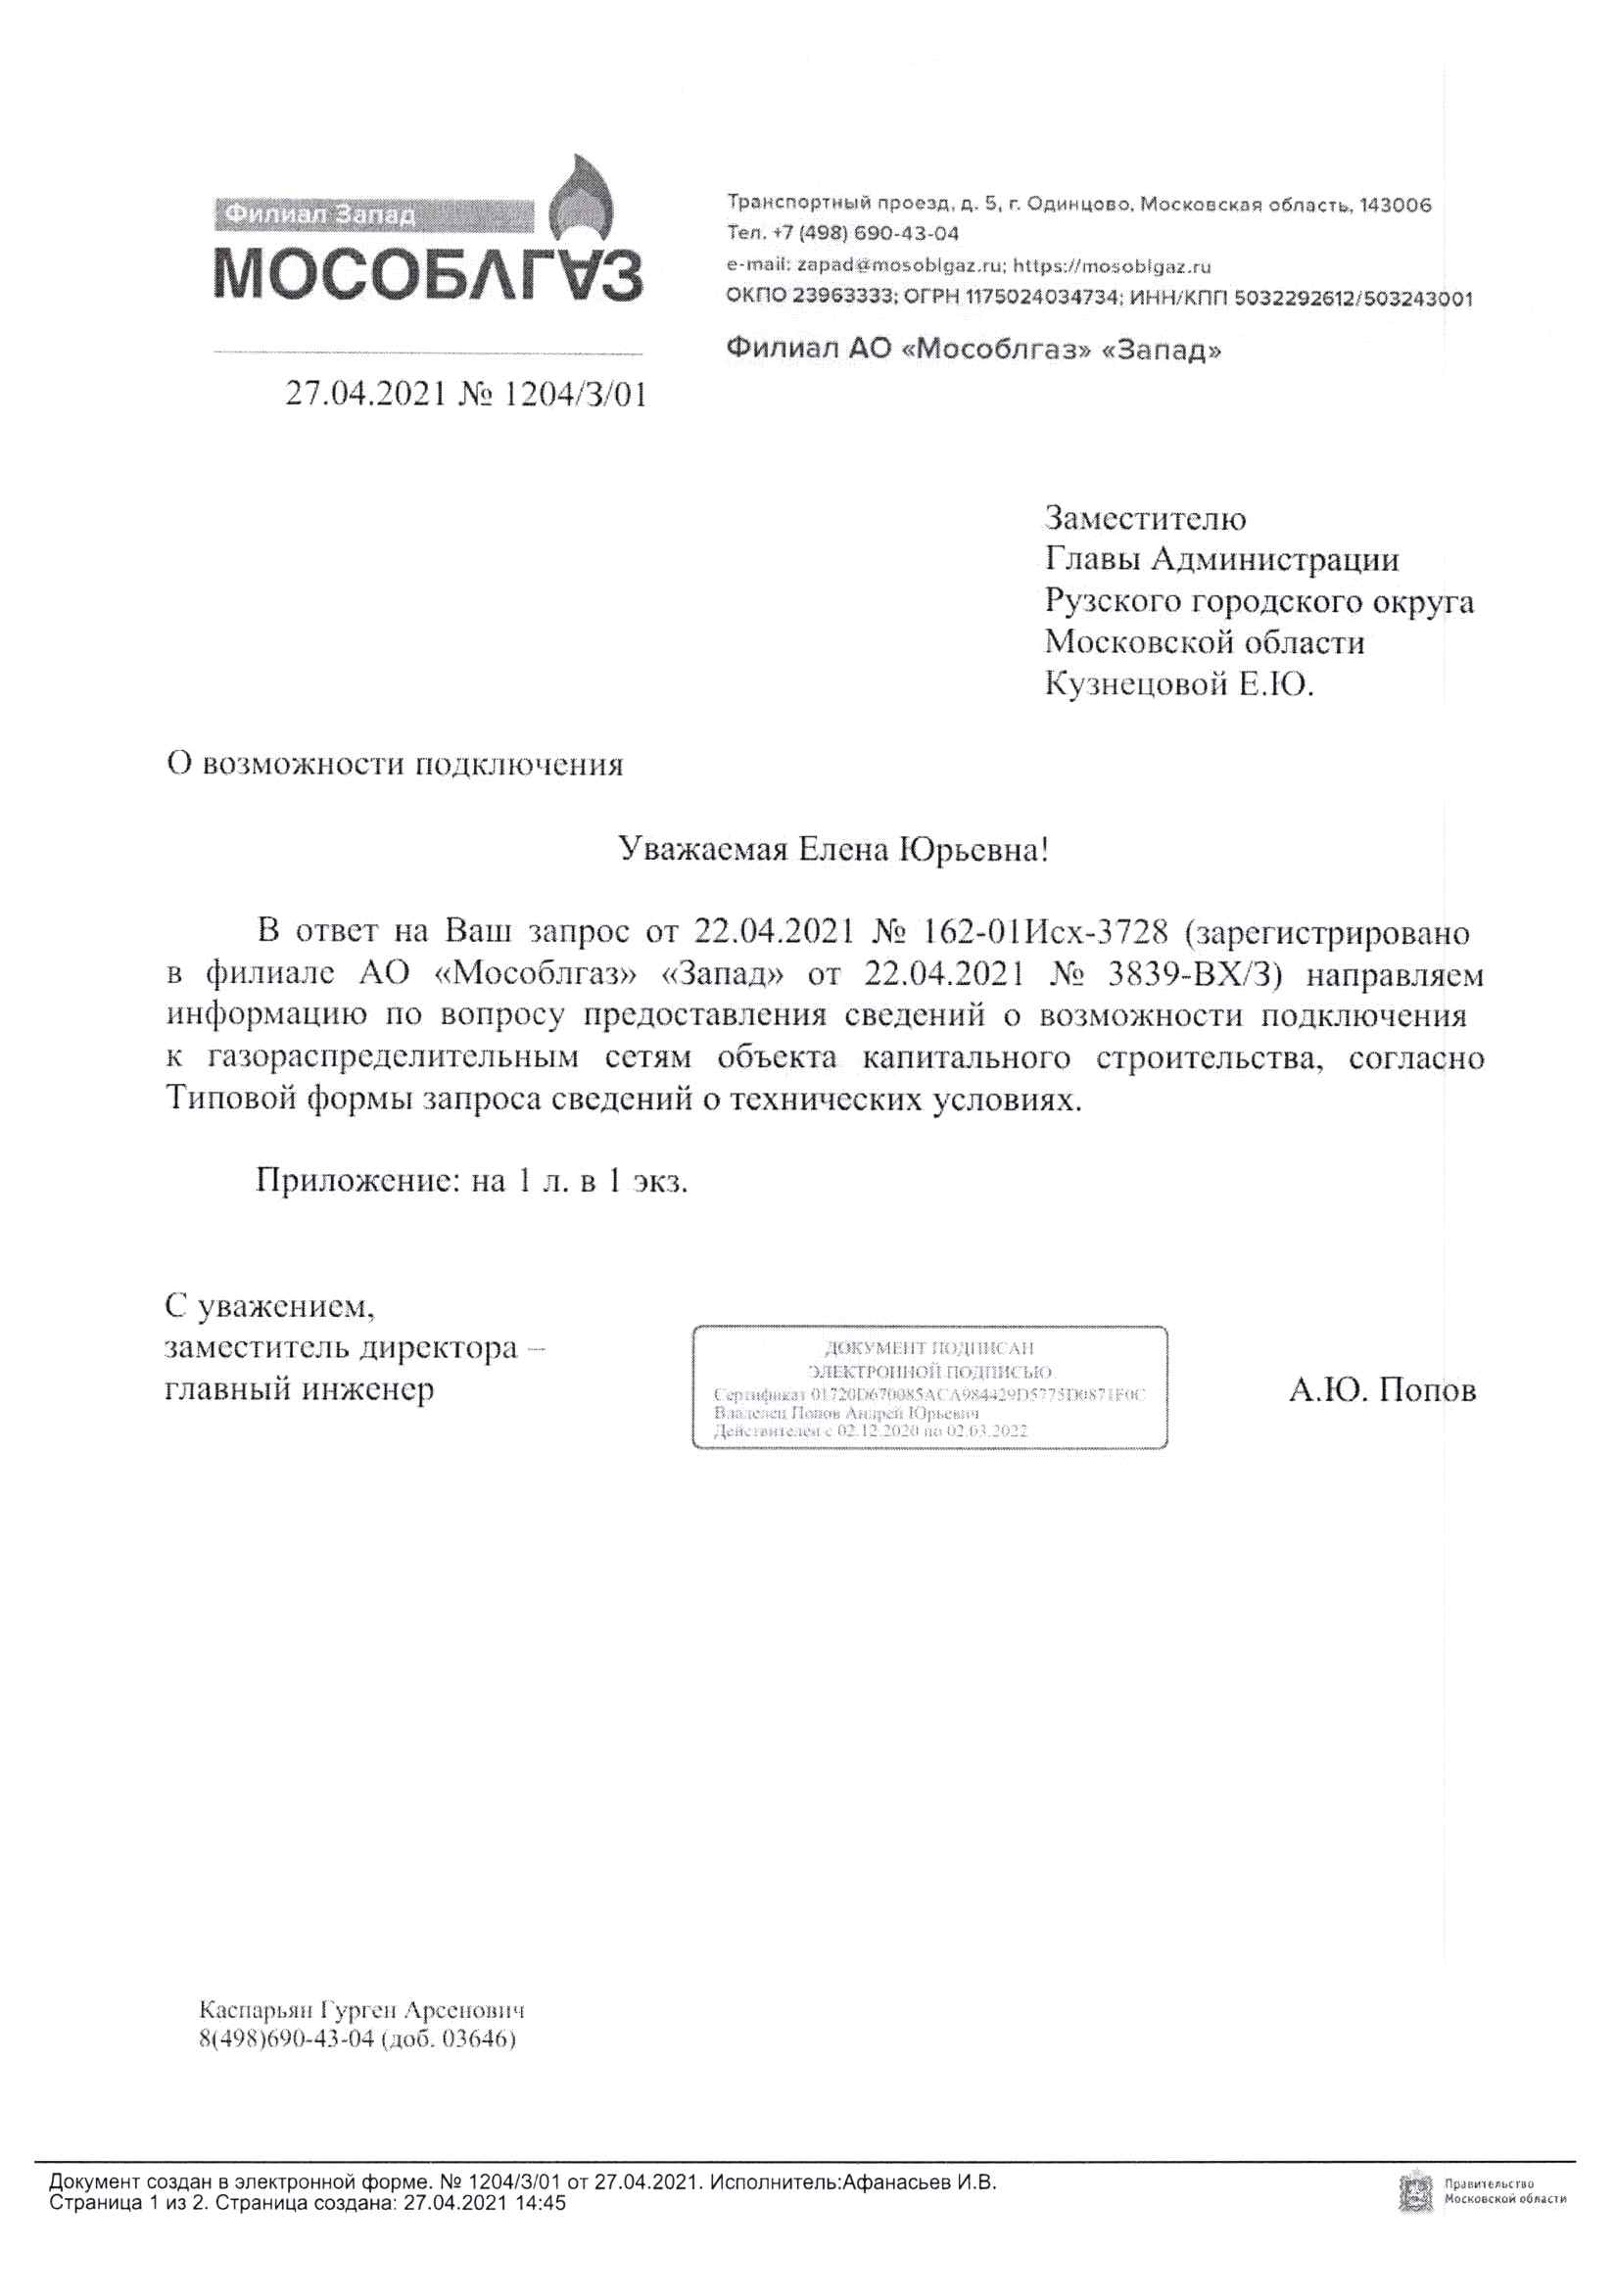 Филиал Запад
МОСОБЛГАЗ
Транспортный проезд, д. 5, г. Одинцово, Московская область, 143006
Тел. +7 (498) 690-43-04
e-mail: zapad@mosoblgaz.ru; https://mosoblgaz.ru
ОКПО 23963333; ОГРН 1175024034734; ИНН/КПП 5032292612/503243001
Филиал АО «Мособлгаз» «Запад»
27.04.2021 № 1204/З/01
Заместителю
Главы Администрации
Рузского городского округа
Московской области
Кузнецовой Е.Ю.
О возможности подключения
Уважаемая Елена Юрьевна!
В ответ на Ваш запрос от 22.04.2021 № 162-01Исх-3728 (зарегистрировано
в филиале АО «Мособлгаз» «Запад» от 22.04.2021 № 3839-ВХ/З) направляем
информацию по вопросу предоставления сведений о возможности подключения
к газораспределительным сетям объекта капитального строительства, согласно
Типовой формы запроса сведений о технических условиях.
Приложение: на 1 л. в 1 экз.
С уважением,
заместитель директора –
главный инженер
ДОКУМЕНТ ПОДПИСАН
ЭЛЕКТРОННОЙ ПОДПИСЬЮ
Сертификат 01720D670085ACA984429D5775D0871F0C
Владелец Попов Андрей Юрьевич
Действителен с 02.12.2020 по 02.03.2022
А.Ю. Попов
Каспарьян Гурген Арсенович
8(498)690-43-04 (доб. 03646)
Документ создан в электронной форме. № 1204/З/01 от 27.04.2021. Исполнитель:Афанасьев И.В.
Страница 1 из 2. Страница создана: 27.04.2021 14:45
Правительство
Московской области